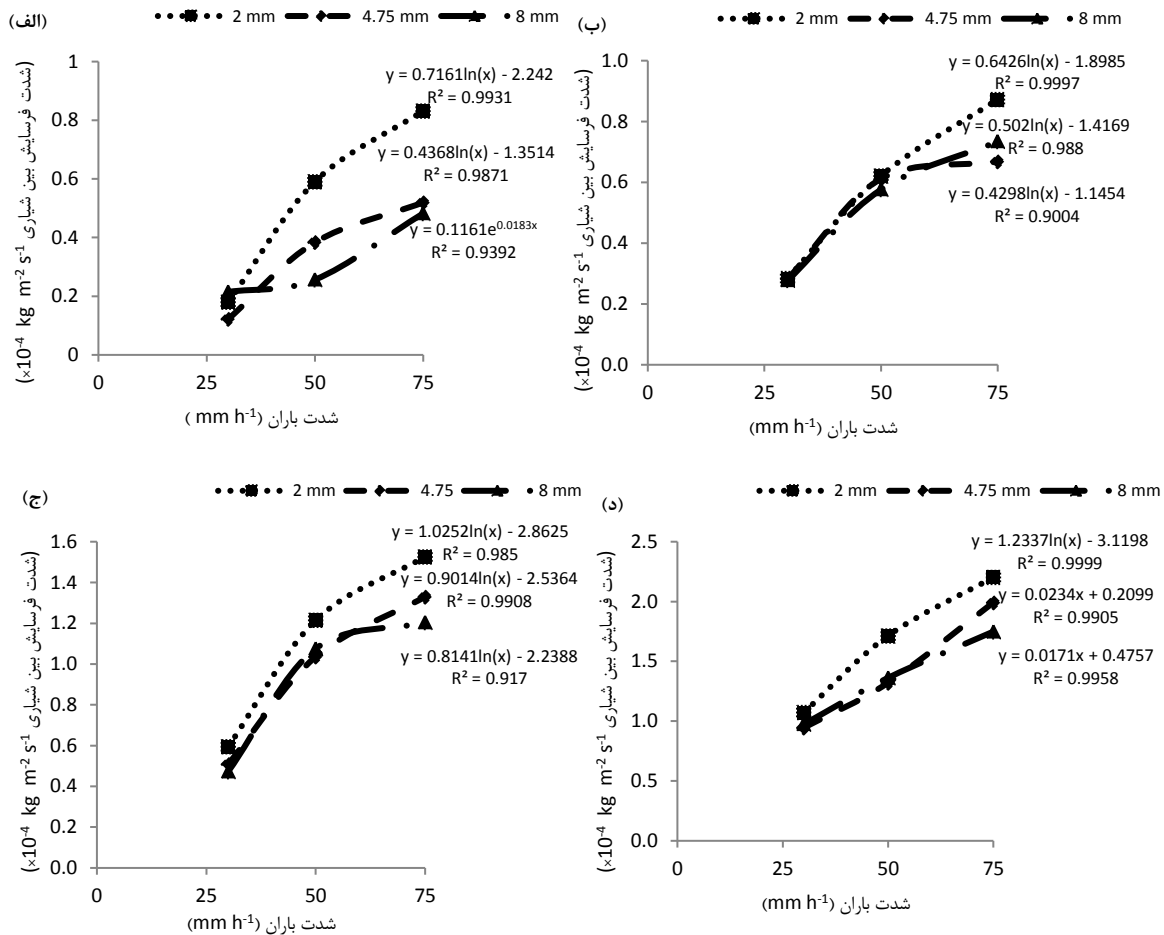 (الف)
2 mm 4.75 mm 8 mm
(×10⁻⁴ kg m⁻² s⁻¹ شدت فرسایش بین شیاری)
1
0.8
0.6
0.4
0.2
0
0 25 50 75
y = 0.7161ln(x) - 2.242
R² = 0.9931
y = 0.4368ln(x) - 1.3514
R² = 0.9871
y = 0.1161e^0.0183x
R² = 0.9392
شدت باران (mm h⁻¹ )
(ب)
2 mm 4.75 mm 8 mm
(×10⁻⁴ kg m⁻² s⁻¹ شدت فرسایش بین شیاری)
1.0
0.8
0.6
0.4
0.2
0.0
0 25 50 75
y = 0.6426ln(x) - 1.8985
R² = 0.9997
y = 0.502ln(x) - 1.4169
R² = 0.988
y = 0.4298ln(x) - 1.1454
R² = 0.9004
شدت باران (mm h⁻¹)
(ج)
2 mm 4.75 8 mm
(×10⁻⁴ kg m⁻² s⁻¹ شدت فرسایش بین شیاری)
1.6
1.4
1.2
1.0
0.8
0.6
0.4
0.2
0.0
0 25 50 75
y = 1.0252ln(x) - 2.8625
R² = 0.985
y = 0.9014ln(x) - 2.5364
R² = 0.9908
y = 0.8141ln(x) - 2.2388
R² = 0.917
شدت باران (mm h⁻¹)
(د)
2 mm 4.75 mm 8 mm
(×10⁻⁴ kg m⁻² s⁻¹ شدت فرسایش بین شیاری)
2.5
2.0
1.5
1.0
0.5
0.0
0 25 50 75
y = 1.2337ln(x) - 3.1198
R² = 0.9999
y = 0.0234x + 0.2099
R² = 0.9905
y = 0.0171x + 0.4757
R² = 0.9958
شدت باران (mm h⁻¹)